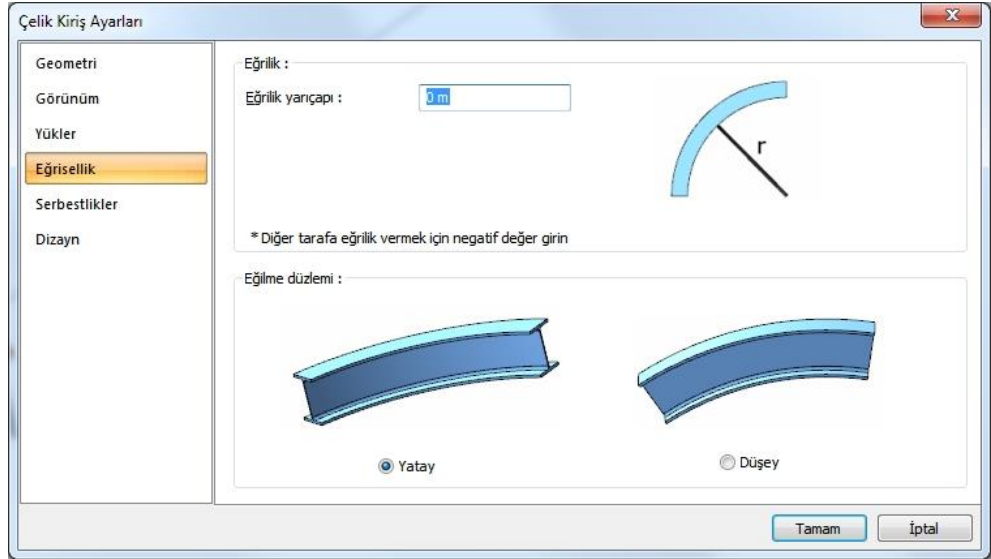 Çelik Kiriş Ayarları
Geometri
Görünüm
Yükler
Eğrisellik
Serbestlikler
Dizayn
Eğrilik :
Eğrilik yarıçapı :
0 m
r
* Diğer tarafa eğrilik vermek için negatif değer girin
Eğilme düzlemi :
Yatay
Düşey
Tamam
İptal